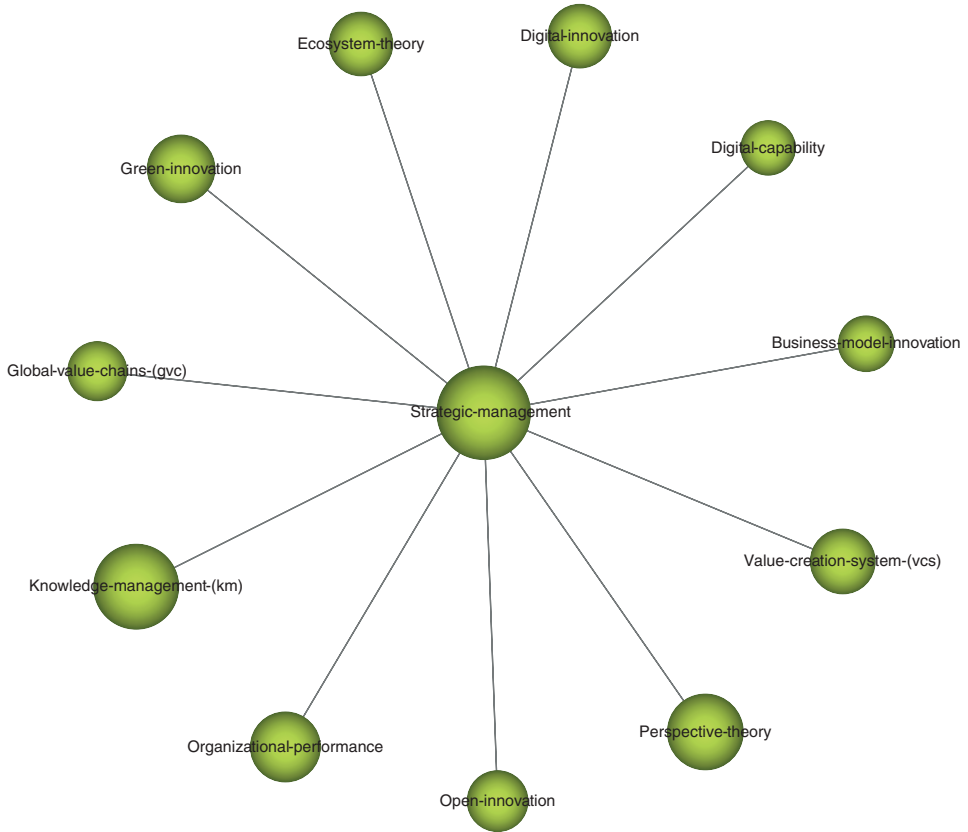 Digital-innovation
Ecosystem-theory
Digital-capability
Green-innovation
Business-model-innovation
Global-value-chains-(gvc)
Strategic-management
Value-creation-system-(vcs)
Knowledge-management-(km)
Perspective-theory
Organizational-performance
Open-innovation